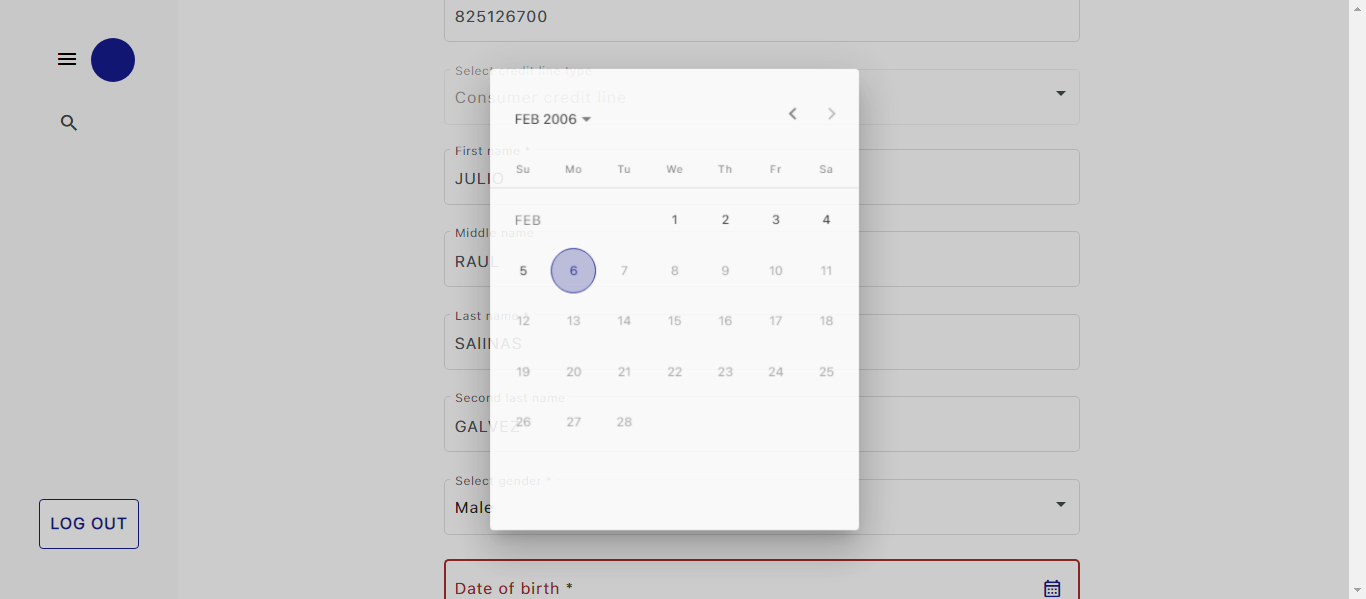 825126700
Select credit line type
Consumer credit line
First name *
JULIO
Middle name
RAUL
Last name *
SAlINAS
Second last name
GALVEZ
Select gender *
Male
Date of birth *
LOG OUT
FEB 2006
Su Mo Tu We Th Fr Sa
FEB 1 2 3 4
5 6 7 8 9 10 11
12 13 14 15 16 17 18
19 20 21 22 23 24 25
26 27 28